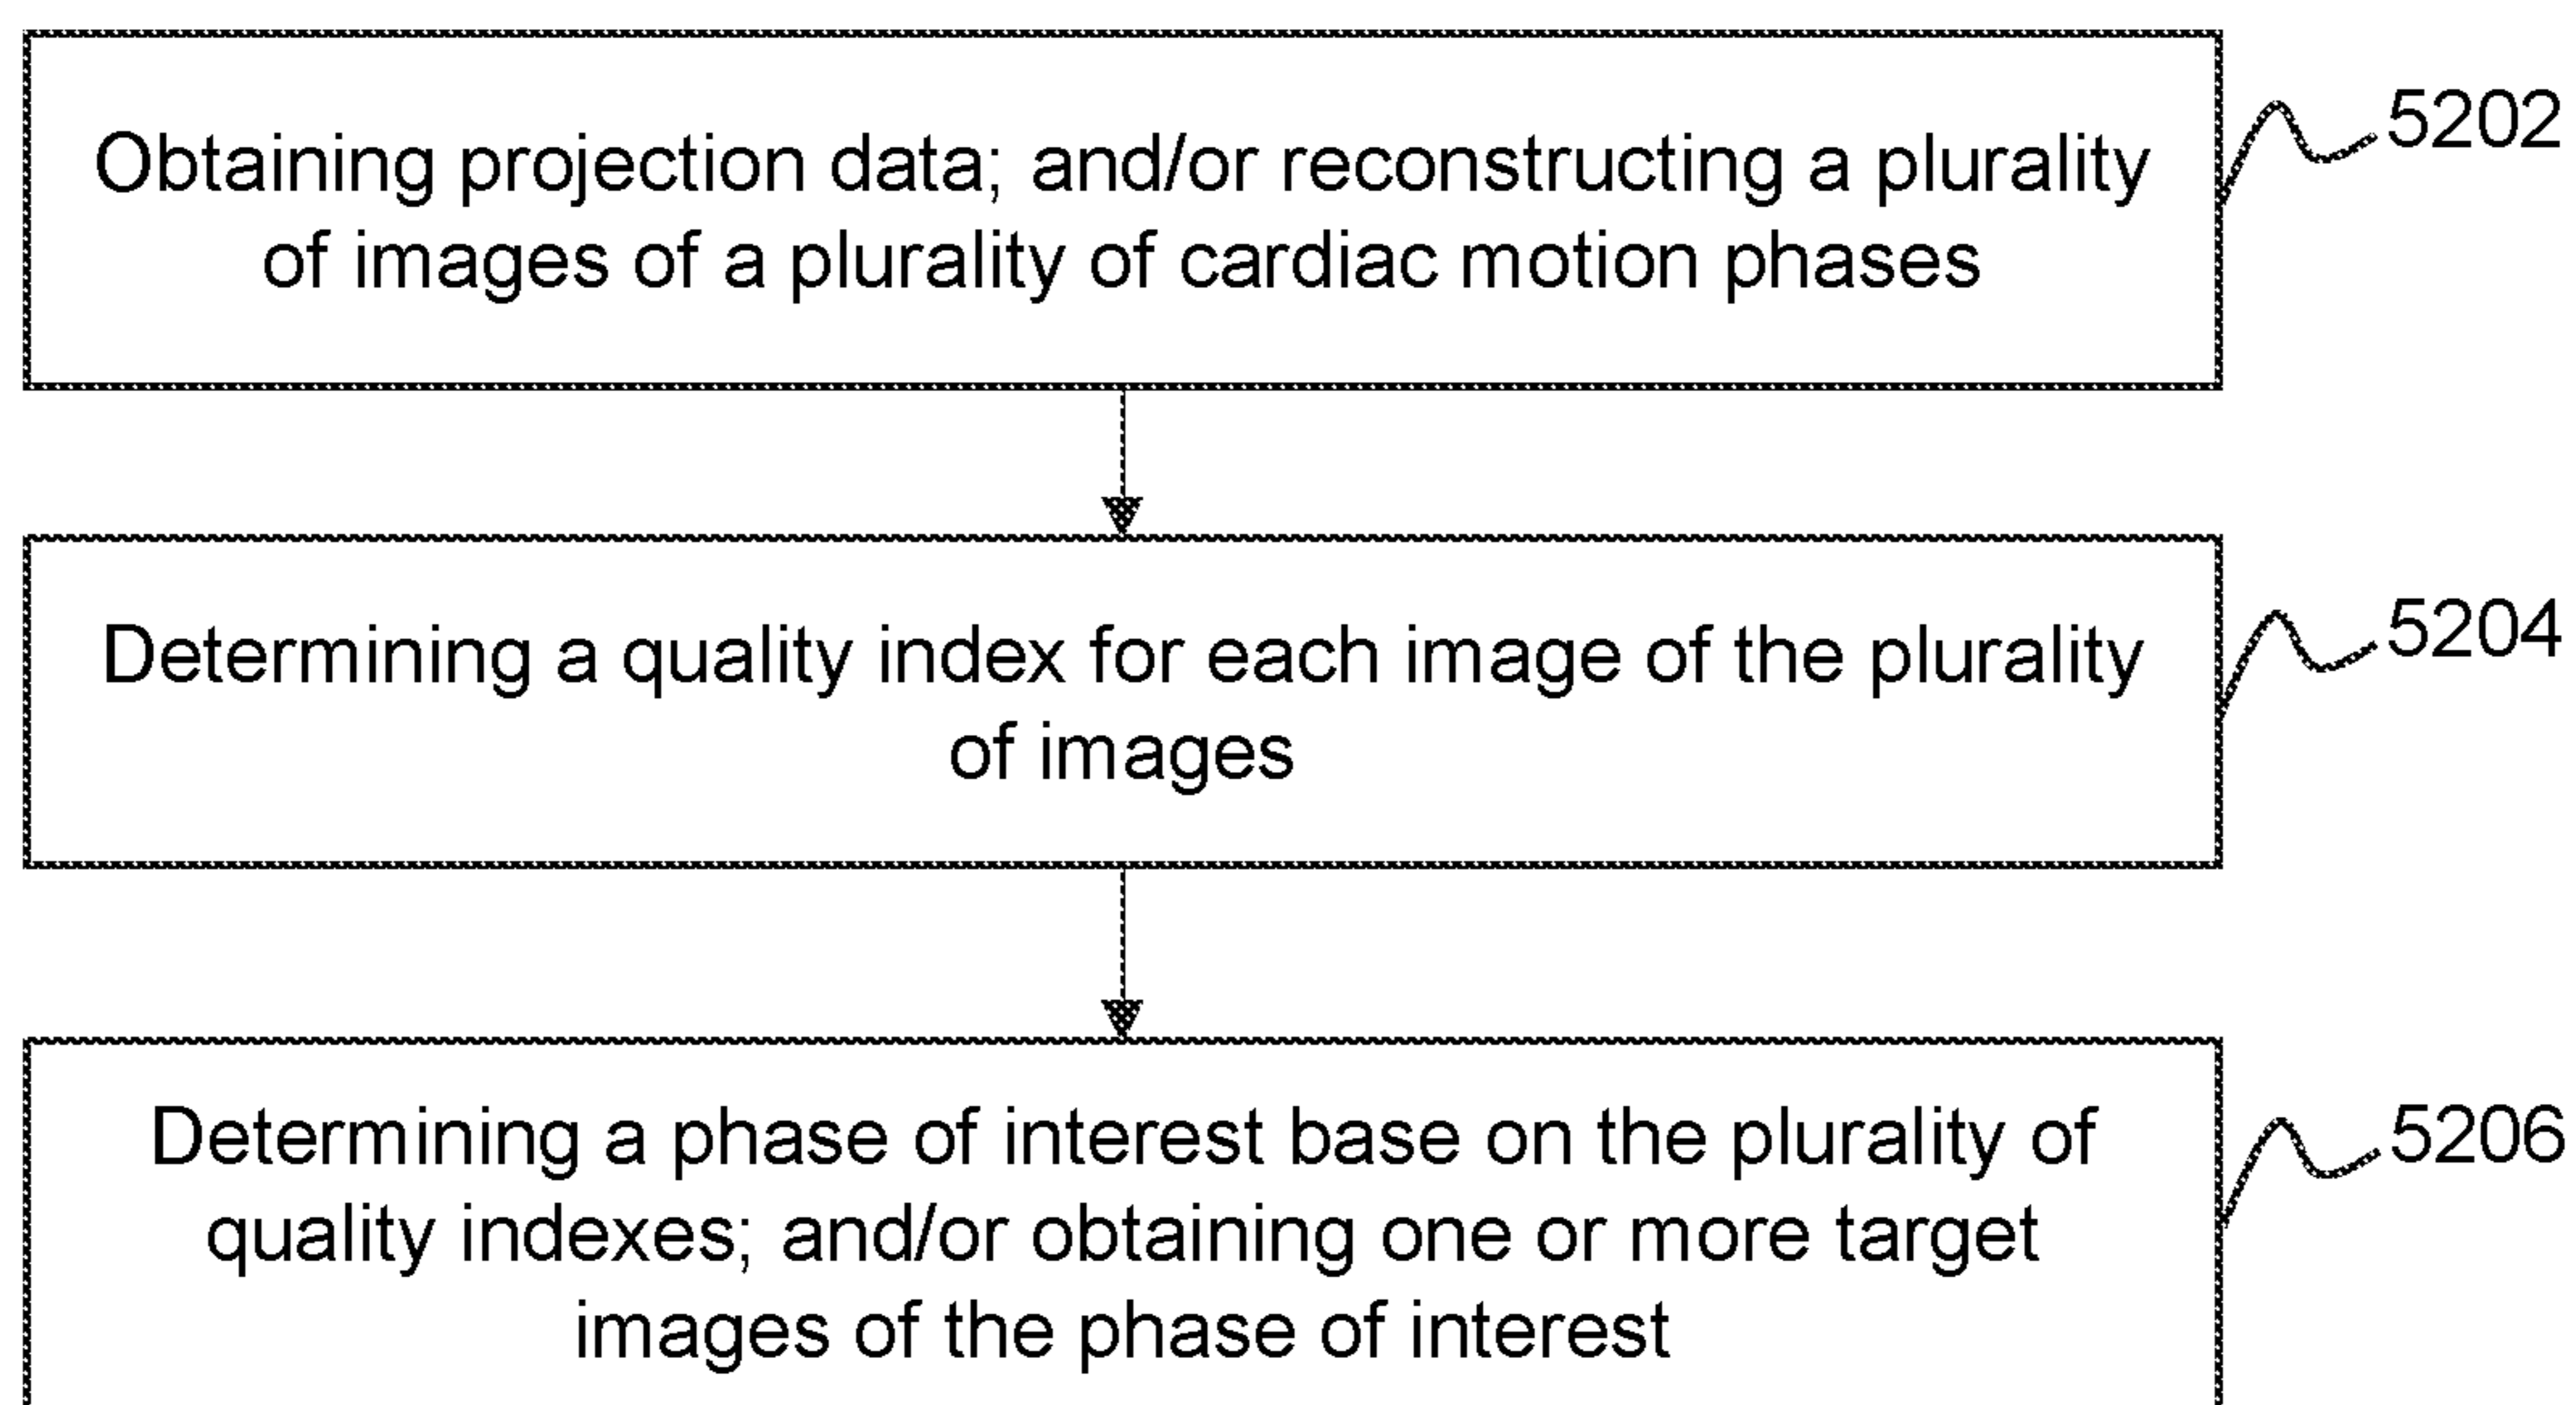 Obtaining projection data; and/or reconstructing a plurality
of images of a plurality of cardiac motion phases
5202
Determining a quality index for each image of the plurality
of images
5204
Determining a phase of interest base on the plurality of
quality indexes; and/or obtaining one or more target
images of the phase of interest
5206